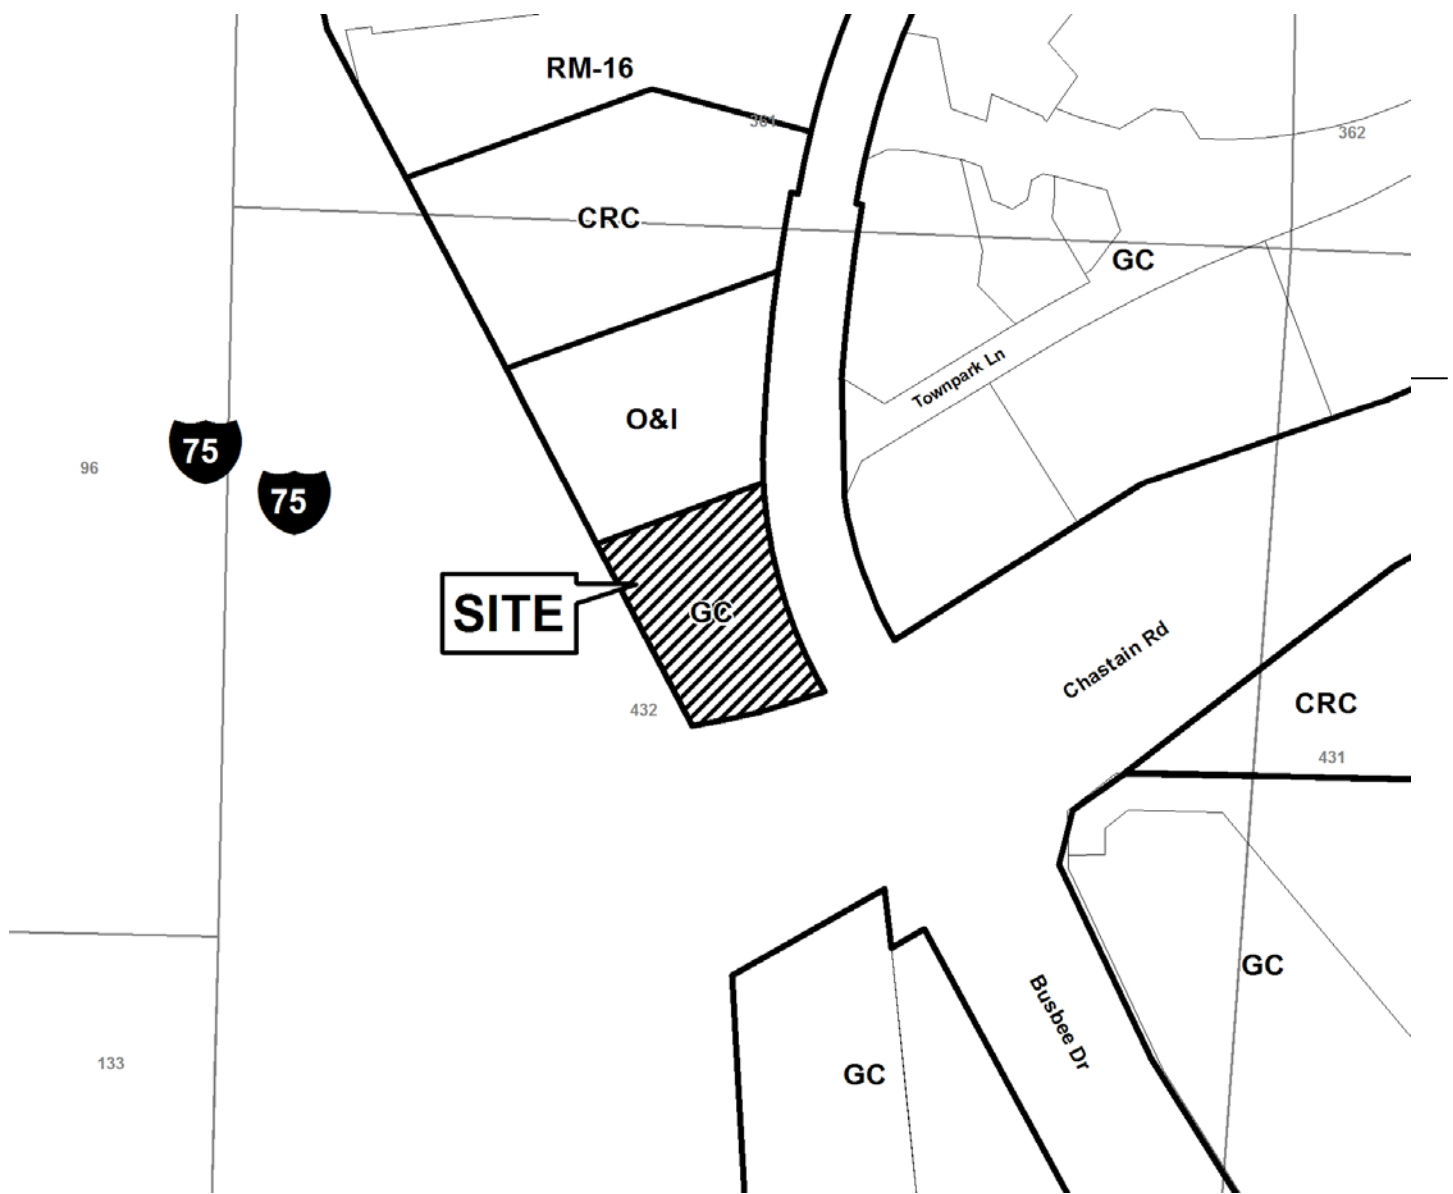 RM-16
361
362
CRC
GC
Townpark Ln
O&I
75
96
75
SITE
GC
Chastain Rd
432
CRC
431
GC
Busbee Dr
133
GC